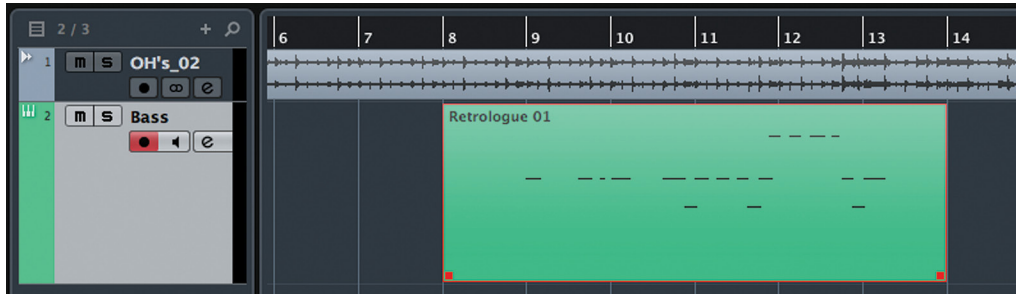 2 / 3
6 7 8 9 10 11 12 13 14
1 m S OH's_02
e
2 m S Bass
e
Retrologue 01